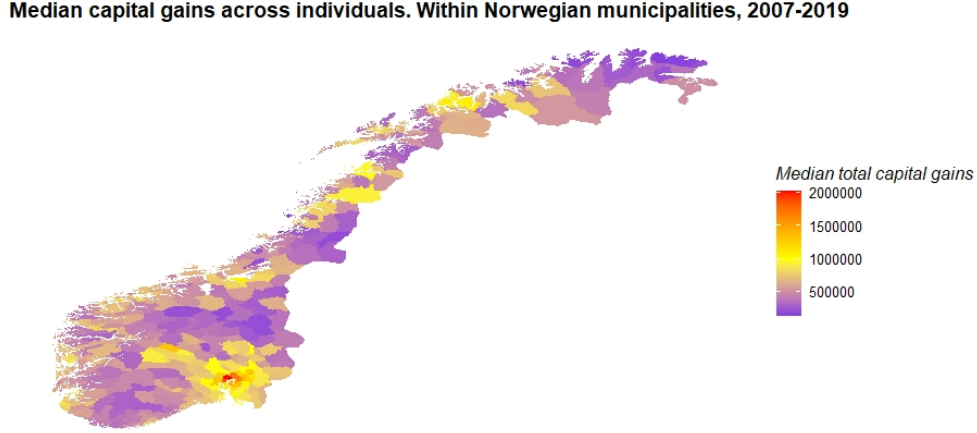 Median capital gains across individuals. Within Norwegian municipalities, 2007-2019
Median total capital gains
2000000
1500000
1000000
500000